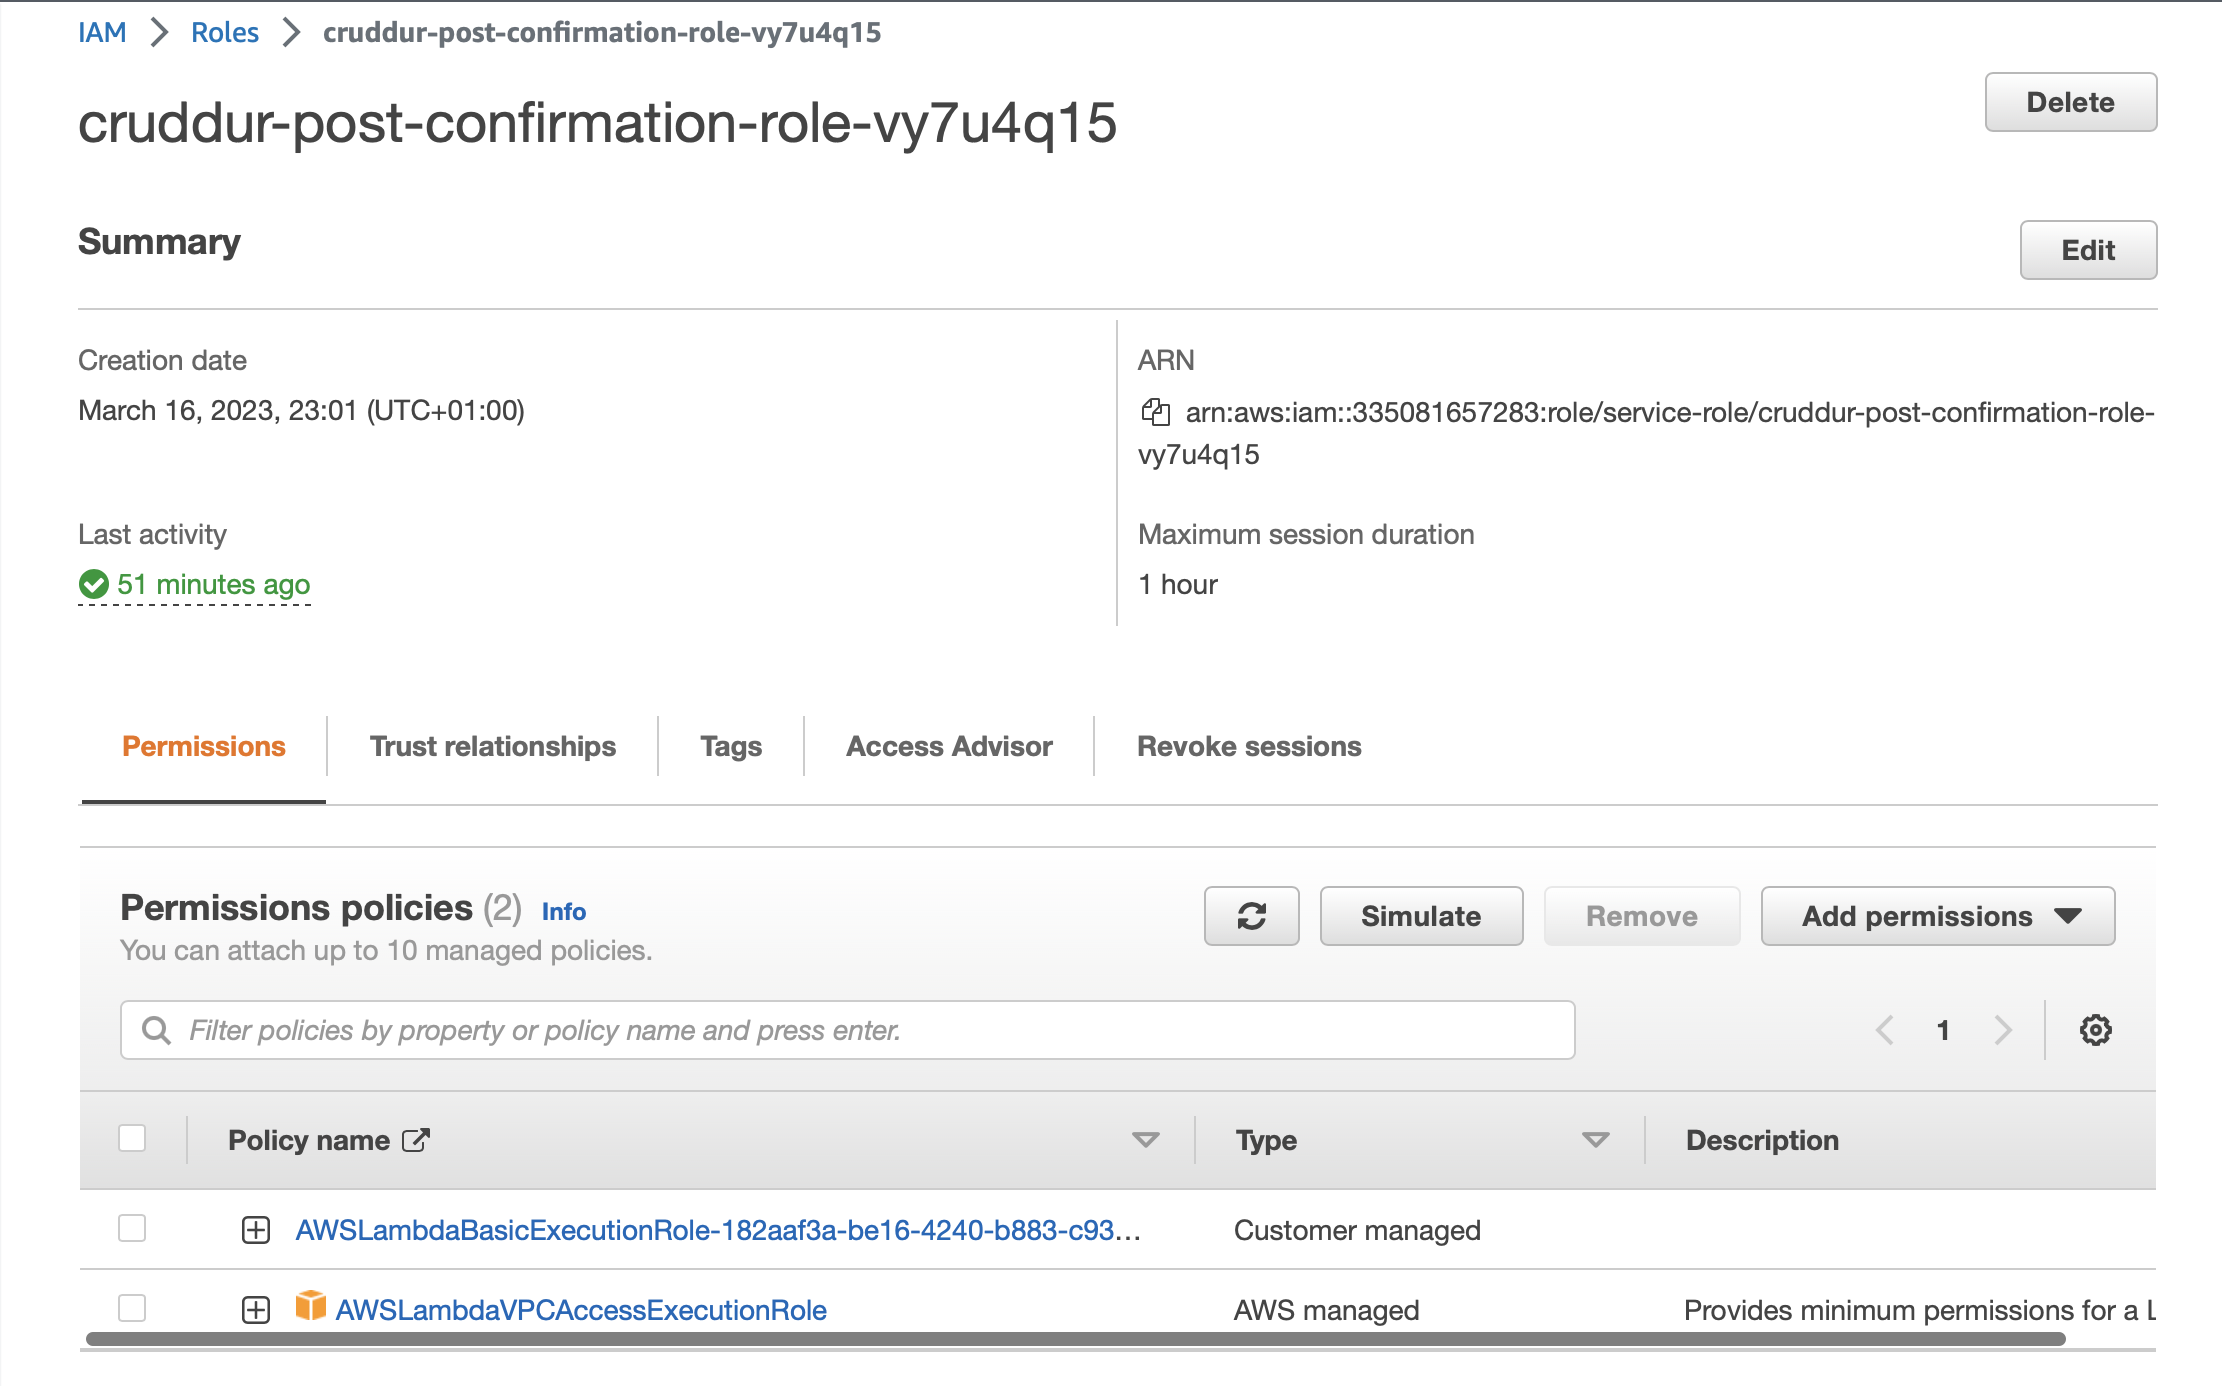 IAM > Roles > cruddur-post-confirmation-role-vy7u4q15
cruddur-post-confirmation-role-vy7u4q15
Delete
Summary
Edit
Creation date
March 16, 2023, 23:01 (UTC+01:00)
ARN
arn:aws:iam::335081657283:role/service-role/cruddur-post-confirmation-role-
vy7u4q15
Last activity
51 minutes ago
Maximum session duration
1 hour
Permissions
Trust relationships
Tags
Access Advisor
Revoke sessions
Permissions policies (2) Info
You can attach up to 10 managed policies.
Simulate
Remove
Add permissions
Filter policies by property or policy name and press enter.
1
Policy name
Type
Description
AWSLambdaBasicExecutionRole-182aaf3a-be16-4240-b883-c93...
Customer managed
AWSLambdaVPCAccessExecutionRole
AWS managed
Provides minimum permissions for a L